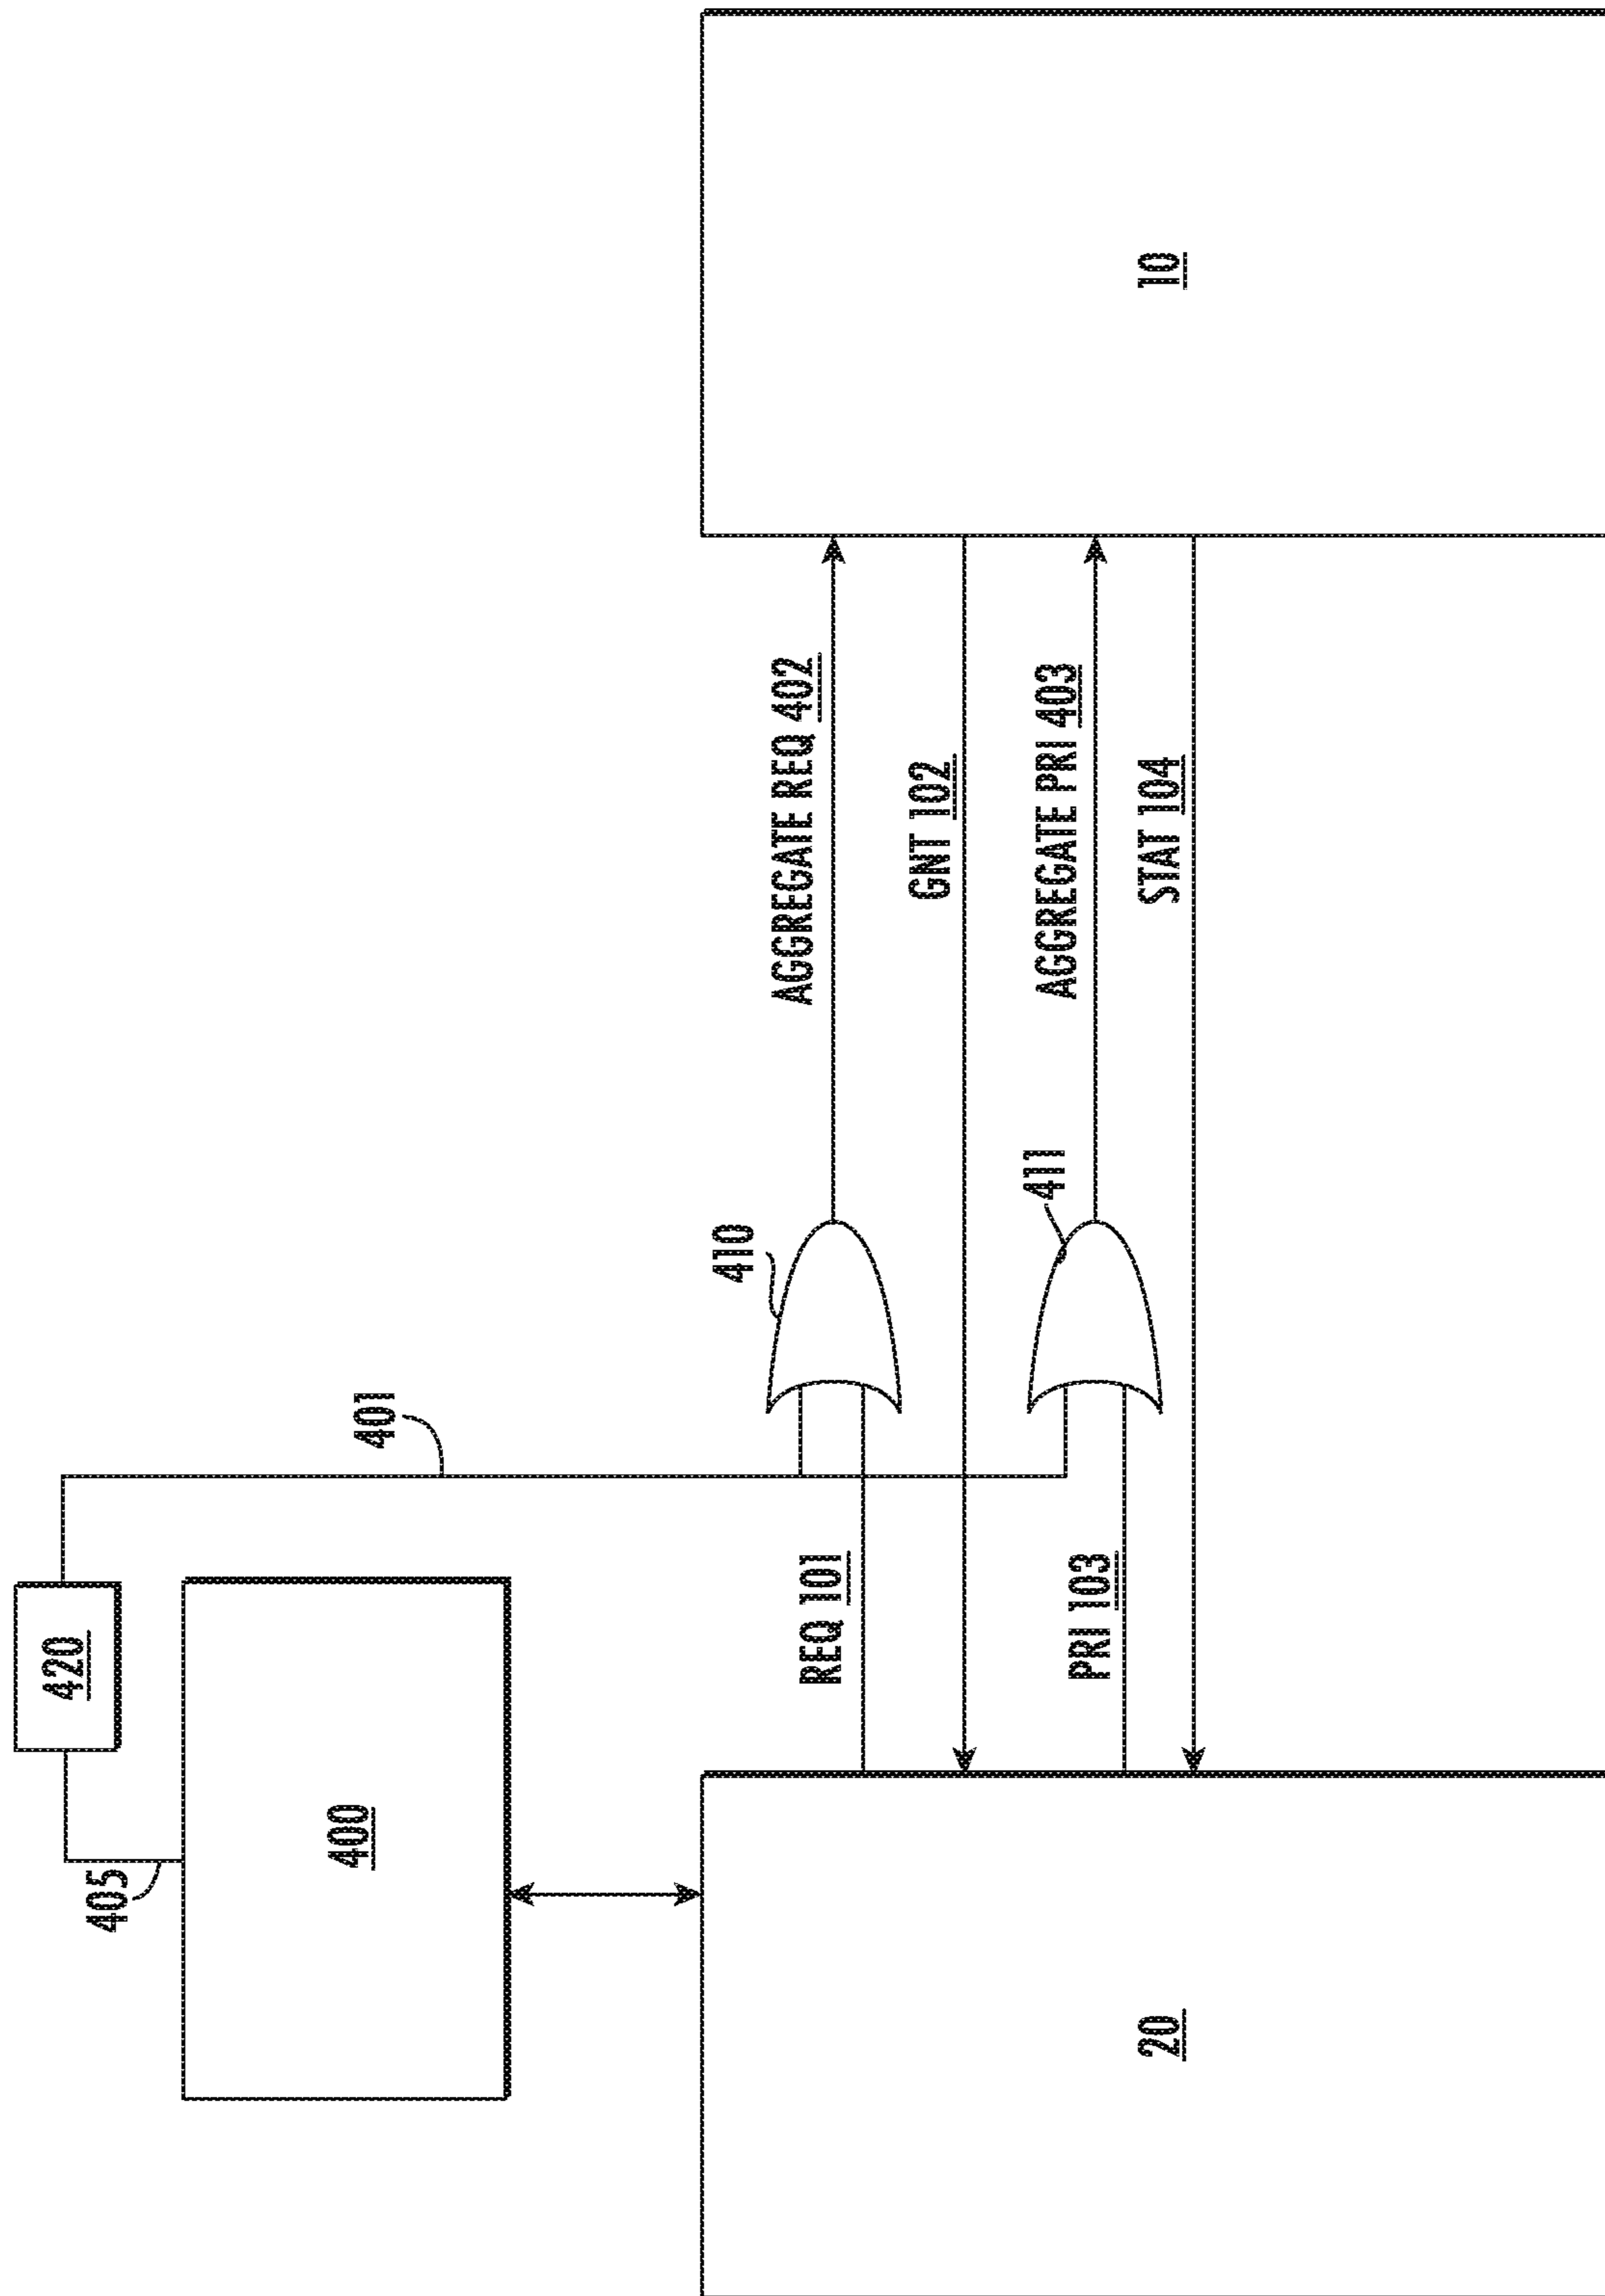 420
405
400
401
410
REQ 101
AGGREGATE REQ 402
GNT 102
411
PRI 103
AGGREGATE PRI 403
STAT 104
20
10